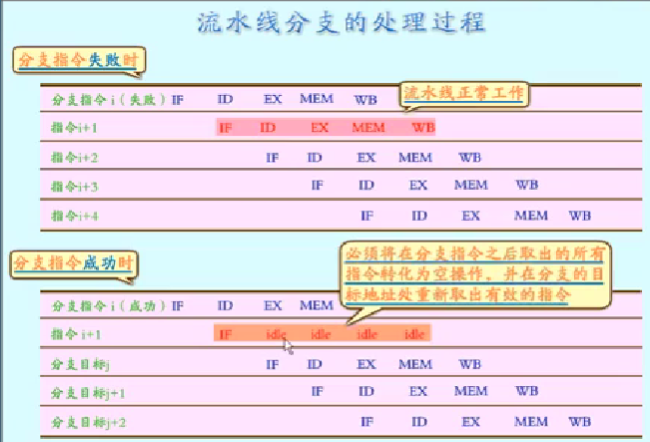 流水线分支的处理过程
分支指令失败时
分支指令 i（失败） IF ID EX MEM WB
流水线正常工作
指令i+1 IF ID EX MEM WB
指令i+2 IF ID EX MEM WB
指令i+3 IF ID EX MEM WB
指令i+4 IF ID EX MEM WB
分支指令成功时
必须将在分支指令之后取出的所有
指令转化为空操作，并在分支的目
标地址处重新取出有效的指令
分支指令 i（成功） IF ID EX MEM
指令 i+1 IF idle idle idle idle
分支目标j IF ID EX MEM WB
分支目标j+1 IF ID EX MEM WB
分支目标j+2 IF ID EX MEM WB